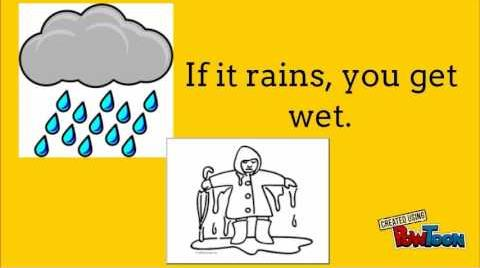 If it rains, you get
wet.
CREATED USING
POWTOON